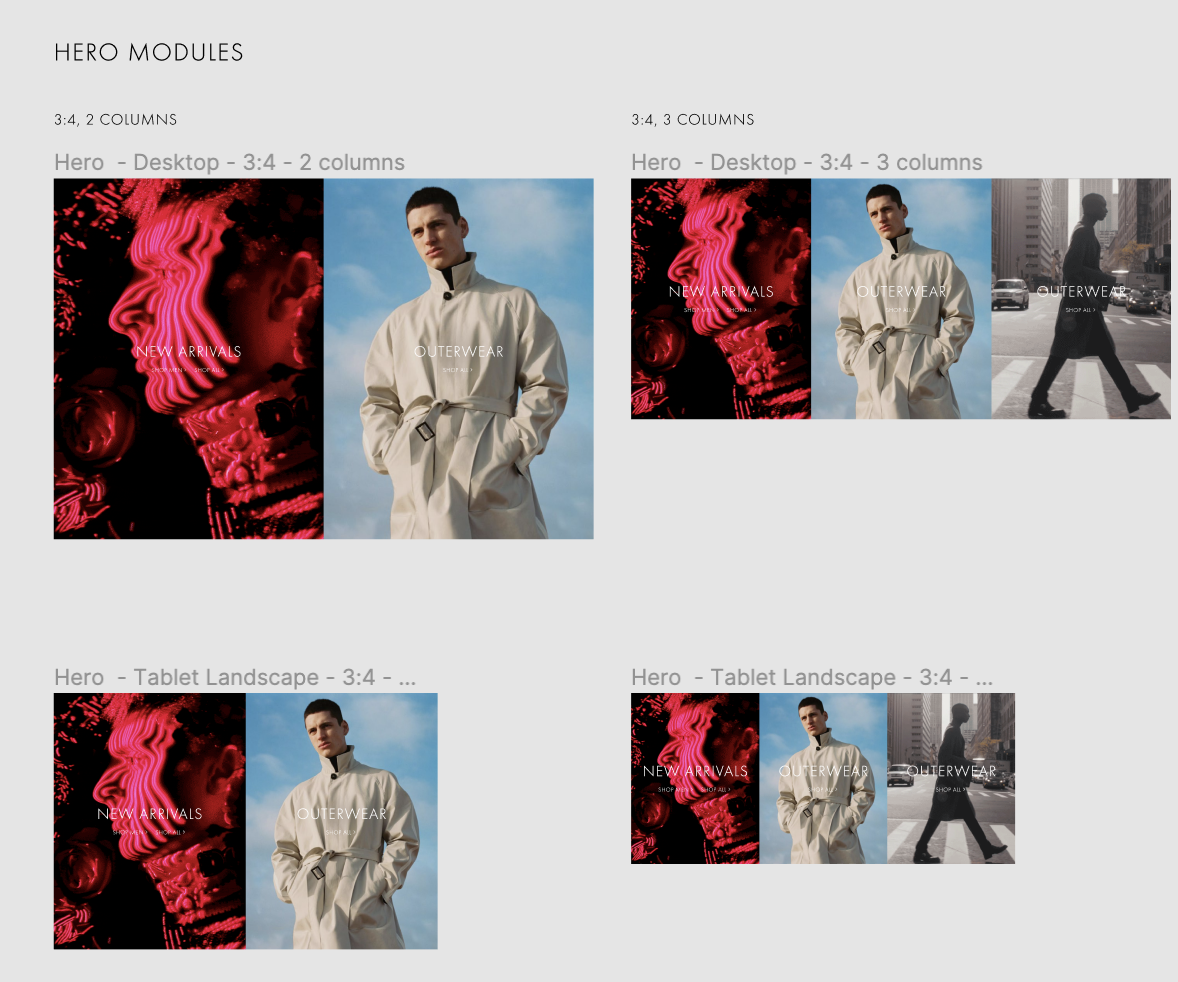 HERO MODULES
3:4, 2 COLUMNS
Hero - Desktop - 3:4 - 2 columns
NEW ARRIVALS
SHOP MEN > SHOP ALL >
OUTERWEAR
SHOP ALL >
3:4, 3 COLUMNS
Hero - Desktop - 3:4 - 3 columns
NEW ARRIVALS
SHOP MEN > SHOP ALL >
OUTERWEAR
SHOP ALL
OUTERWEAR
SHOP ALL >
Hero - Tablet Landscape - 3:4 - ...
NEW ARRIVALS
SHOP MEN > SHOP ALL >
OUTERWEAR
SHOP ALL >
Hero - Tablet Landscape - 3:4 - ...
NEW ARRIVALS
SHOP MEN > SHOP ALL >
OUTERWEAR
SHOP ALL >
OUTERWEAR
SHOP ALL >